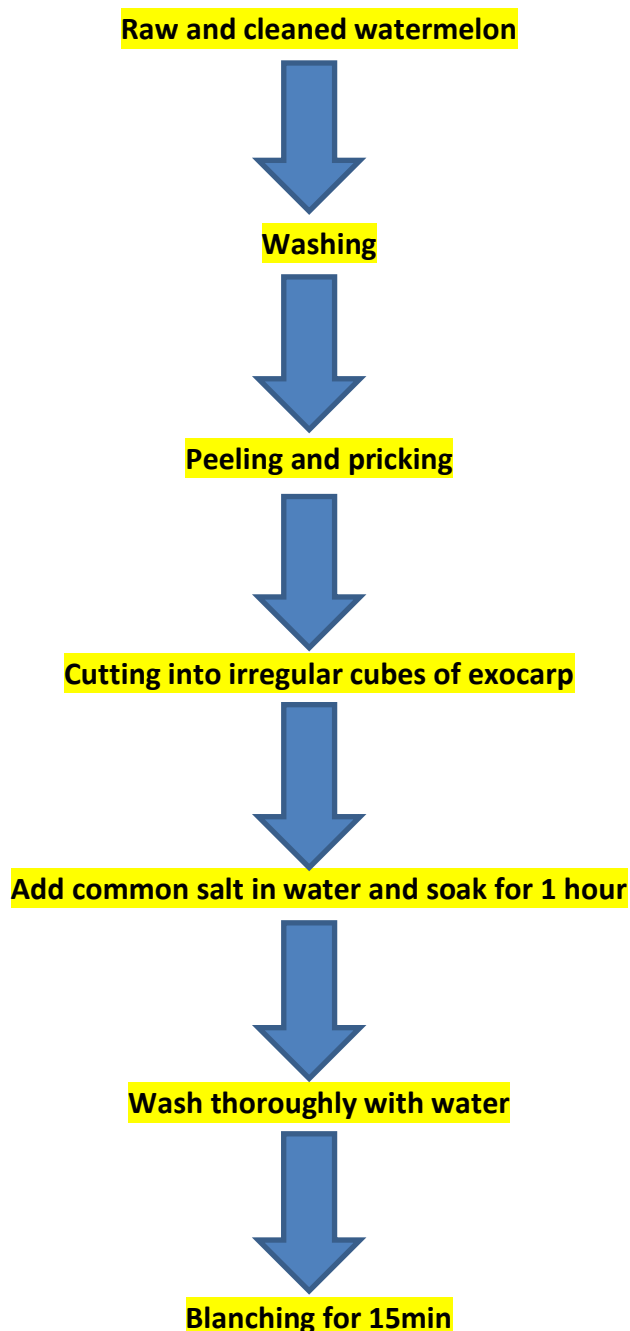 Raw and cleaned watermelon
Washing
Peeling and pricking
Cutting into irregular cubes of exocarp
Add common salt in water and soak for 1 hour
Wash thoroughly with water
Blanching for 15min